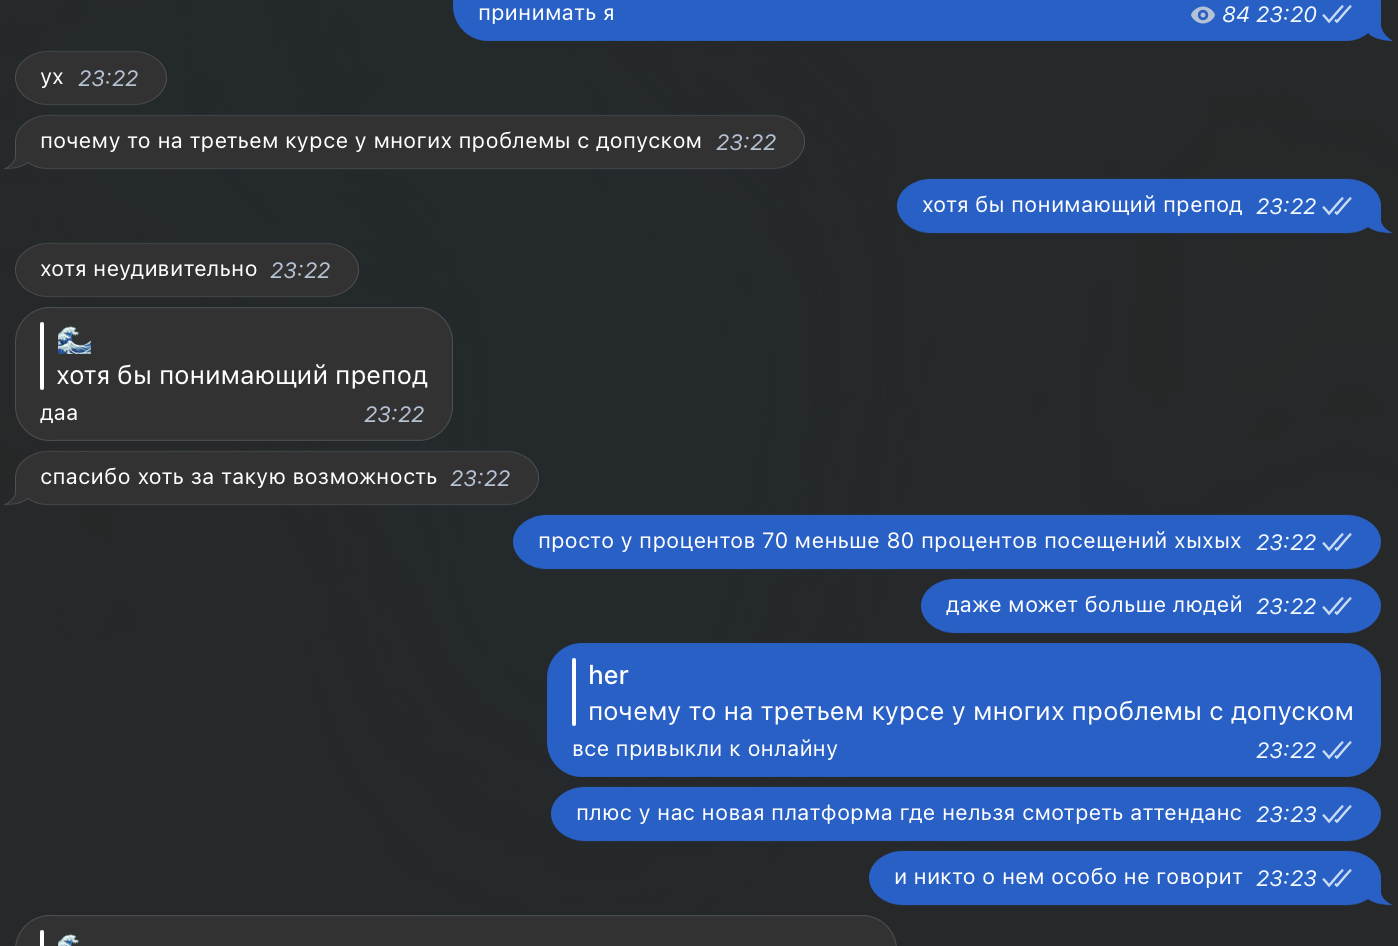 принимать я 84 23:20
ух 23:22
почему то на третьем курсе у многих проблемы с допуском 23:22
хотя бы понимающий препод 23:22
хотя неудивительно 23:22
хотя бы понимающий препод
даа 23:22
спасибо хоть за такую возможность 23:22
просто у процентов 70 меньше 80 процентов посещений хыхых 23:22
даже может больше людей 23:22
her
почему то на третьем курсе у многих проблемы с допуском
все привыкли к онлайну 23:22
плюс у нас новая платформа где нельзя смотреть аттенданс 23:23
и никто о нем особо не говорит 23:23